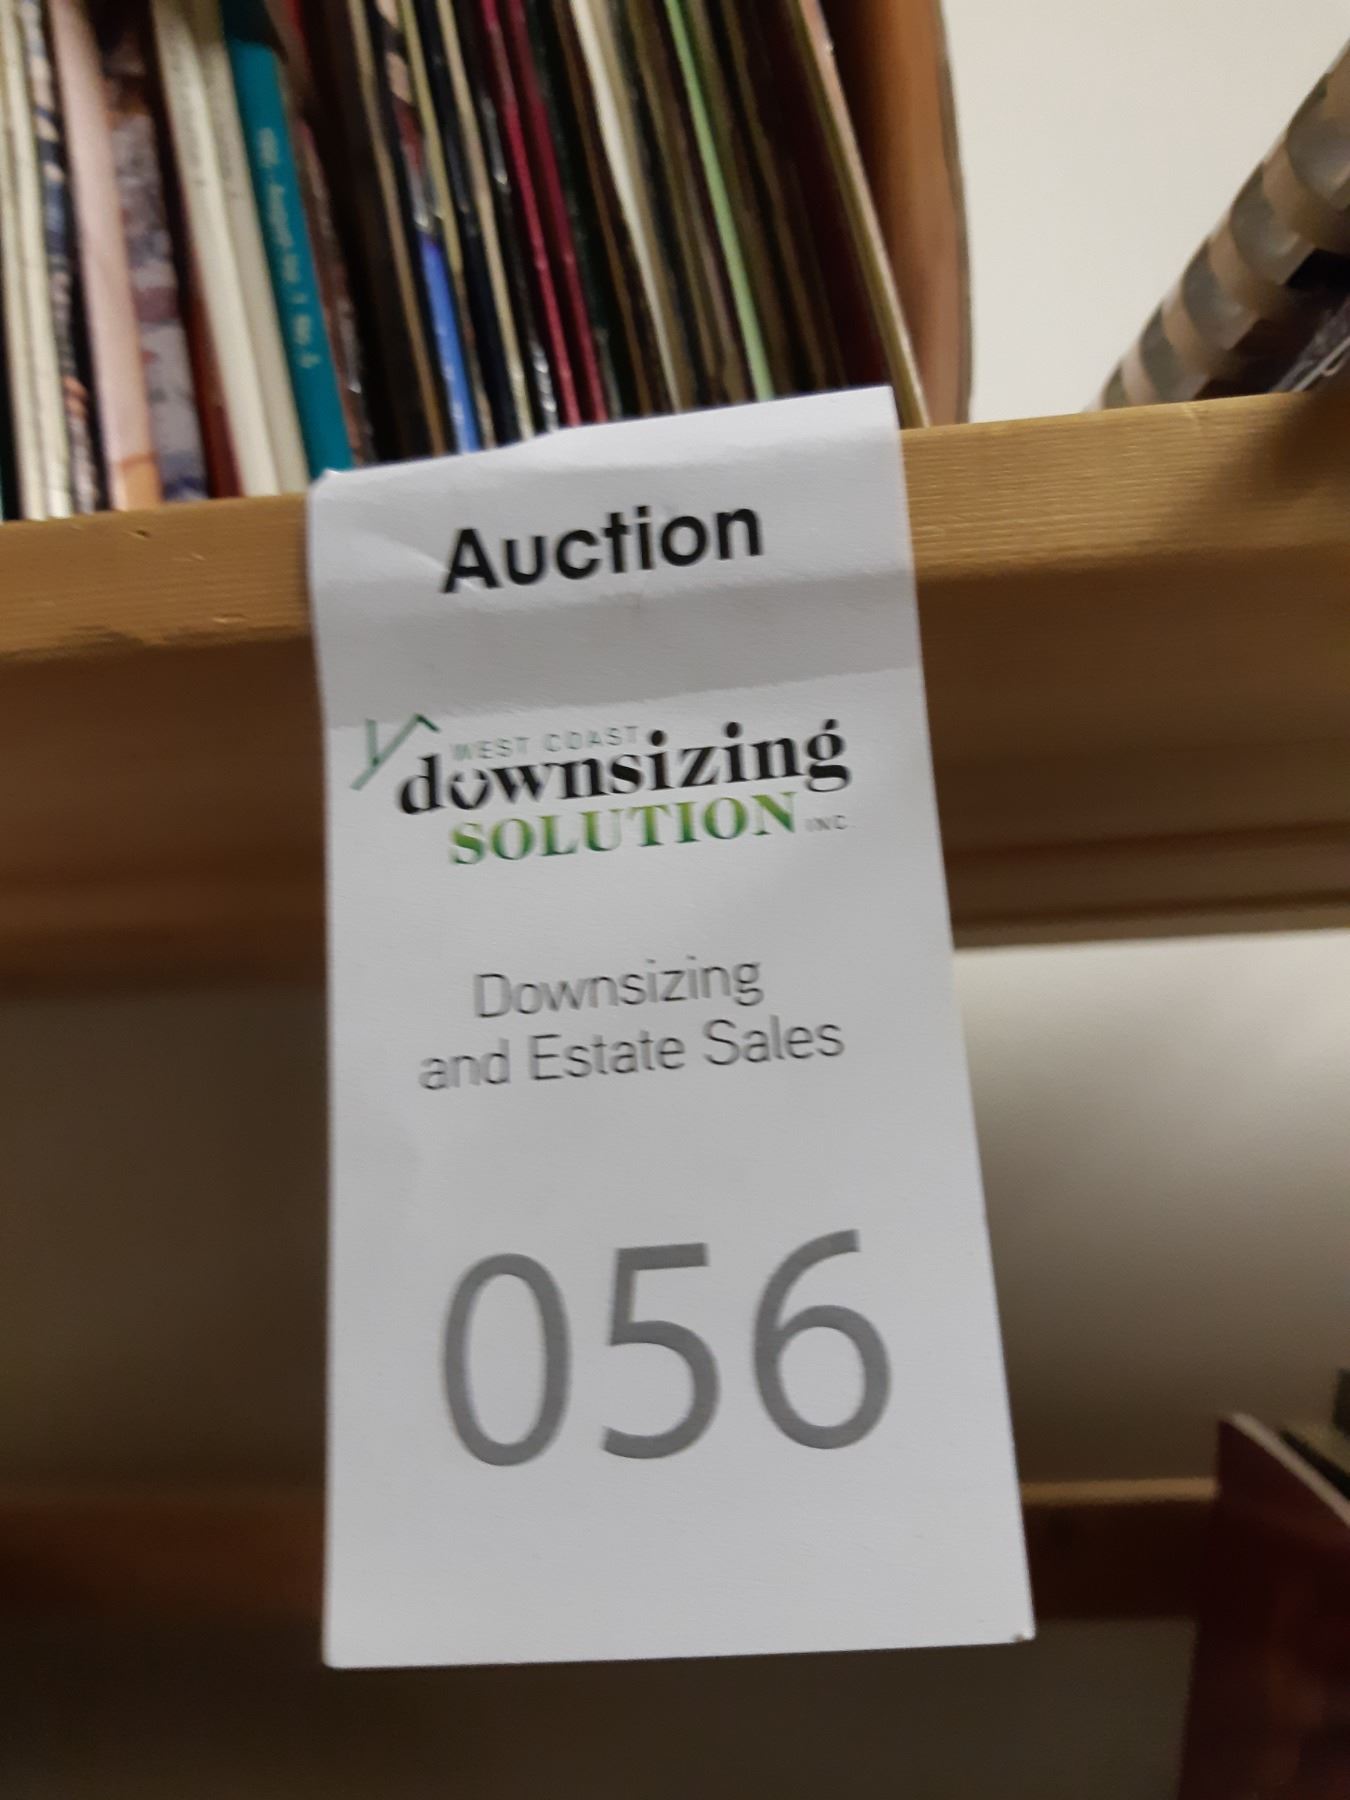 Auction
WEST COAST
downsizing
SOLUTION INC.
Downsizing
and Estate Sales
056